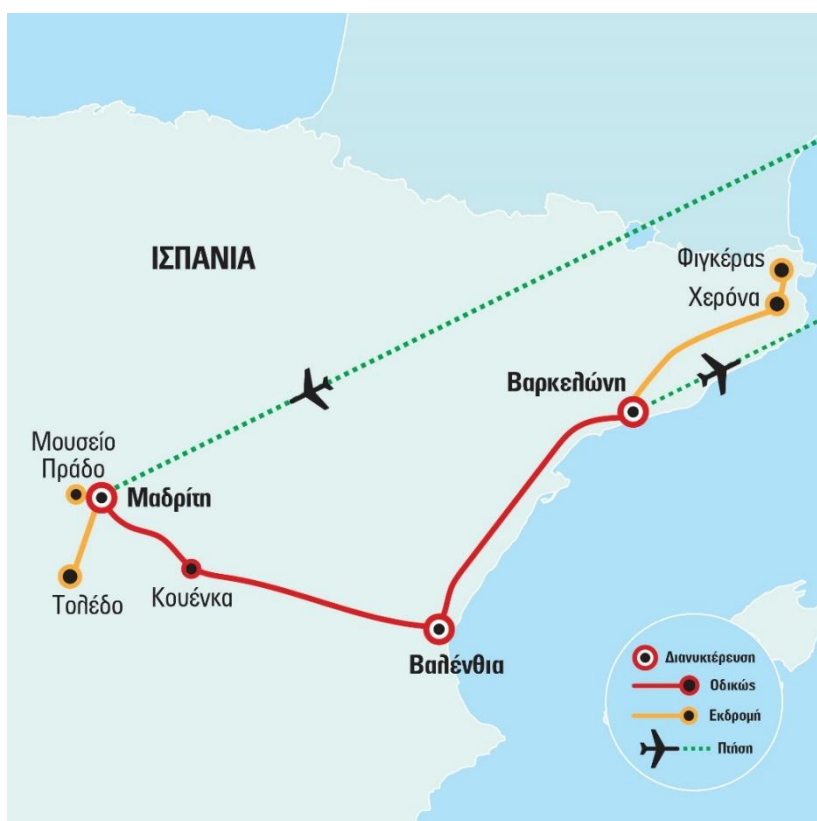 ΙΣΠΑΝΙΑ
Φιγκέρας
Χερόνα
Βαρκελώνη
Μουσείο
Πράδο
Μαδρίτη
Τολέδο
Κουένκα
Βαλένθια
Διανυκτέρευση
Οδικώς
Εκδρομή
Πτήση